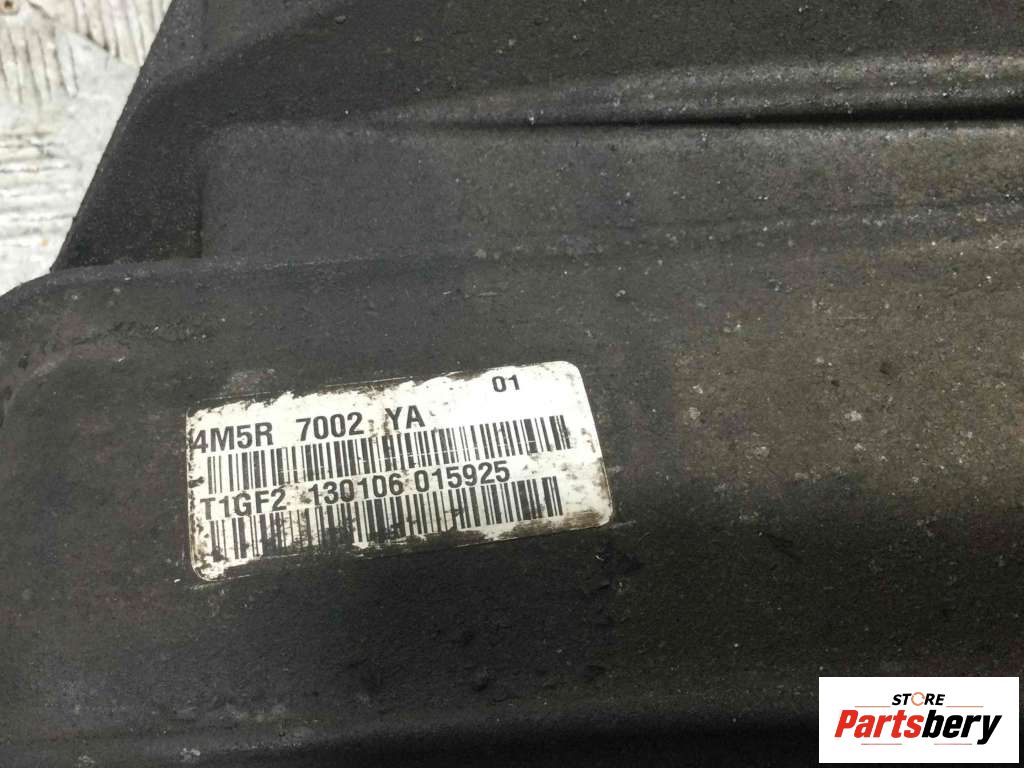 01
4M5R 7002 YA
T1GF2 130106 015925
STORE
Partsbery